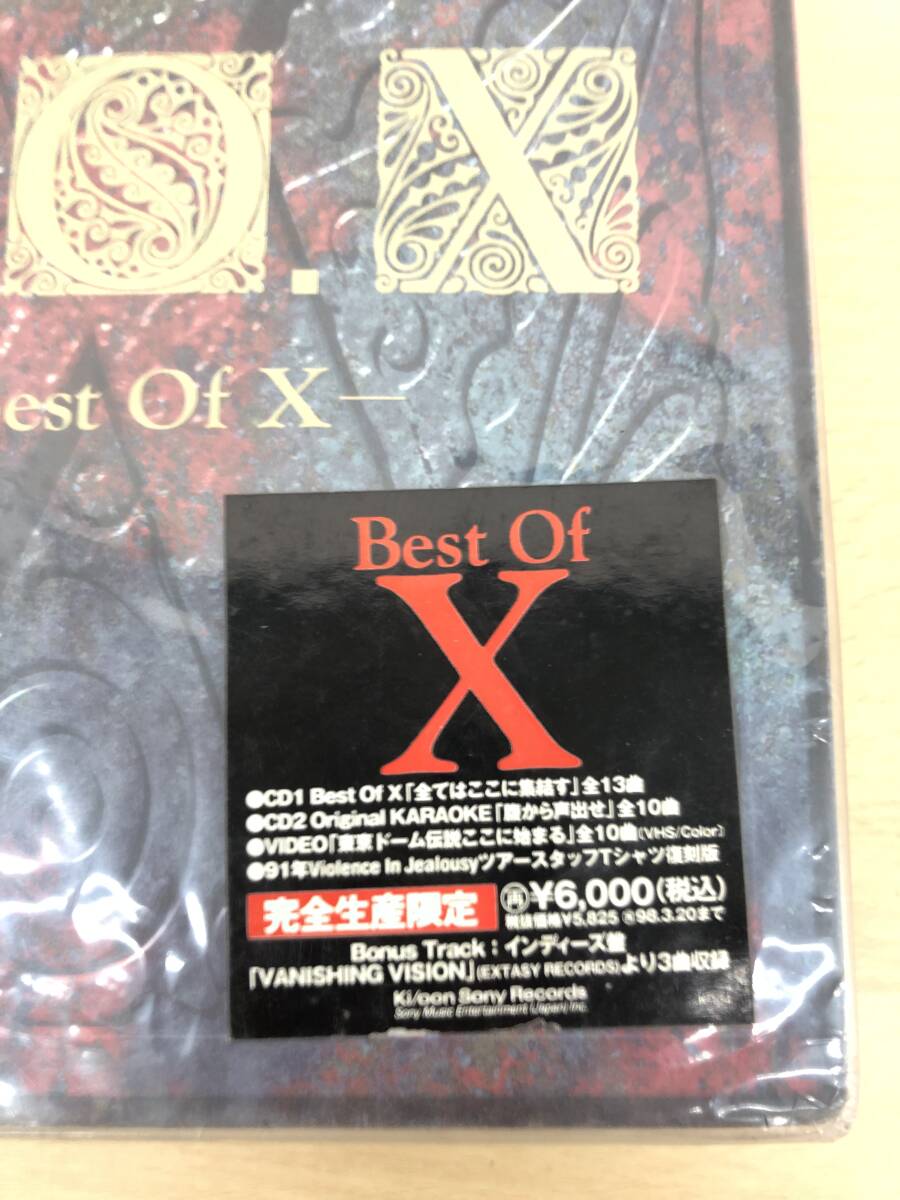 O.X
est Of X—
Best Of
X
●CD1 Best Of X「全てはここに集結す」全13曲
●CD2 Original KARAOKE「腹から声出せ」全10曲
●VIDEO「東京ドーム伝説ここに始まる」全10曲(VHS/Color)
●91年Violence In JealousyツアースタッフTシャツ復刻版
完全生産限定
再¥6,000(税込)
税抜価格¥5,825 再98.3.20まで
Bonus Track:インディーズ盤
「VANISHING VISION」(EXTASY RECORDS)より3曲収録
Ki/oon Sony Records
Sony Music Entertainment (Japan) Inc.